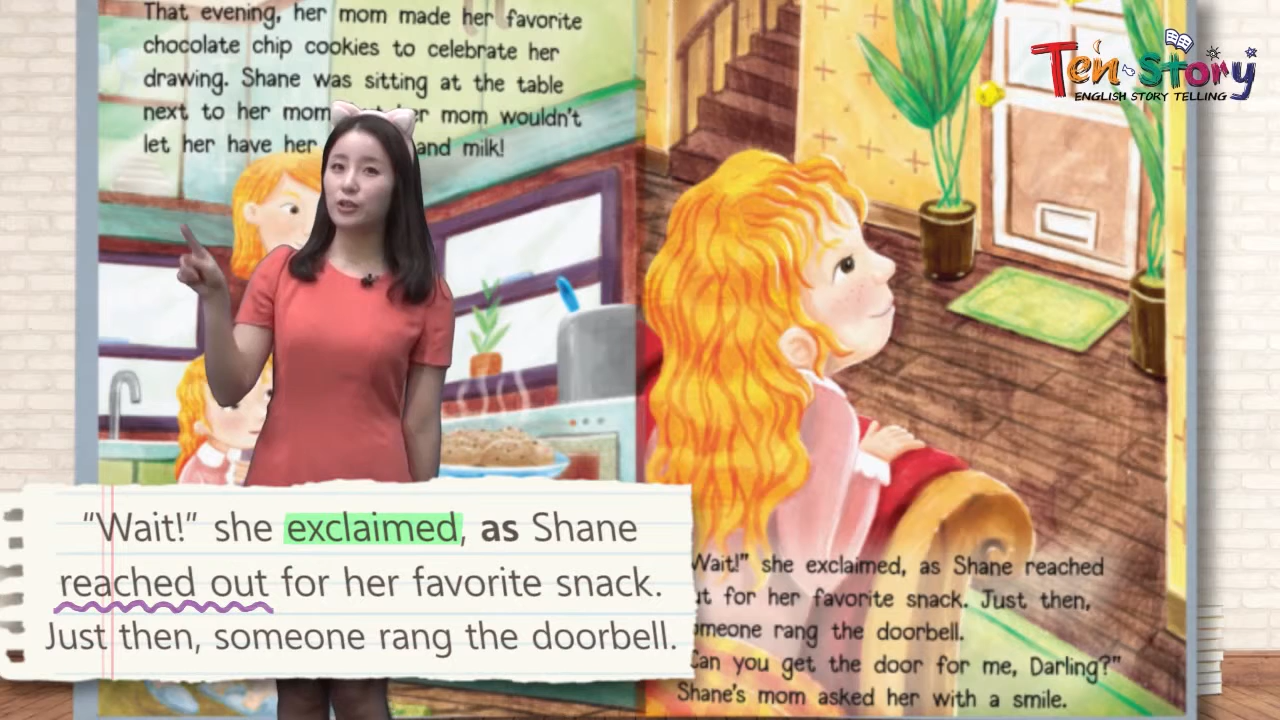 That evening, her mom made her favorite
chocolate chip cookies to celebrate her
drawing. Shane was sitting at the table
next to her mom mom wouldn't
let her have her and milk!
Ten Story
ENGLISH STORY TELLING
"Wait!" she exclaimed, as Shane
reached out for her favorite snack.
Just then, someone rang the doorbell.
Wait!" she exclaimed, as Shane reached
for her favorite snack. Just then,
rang the doorbell.
you get the door for me, Darling?"
Shane's mom asked her with a smile.